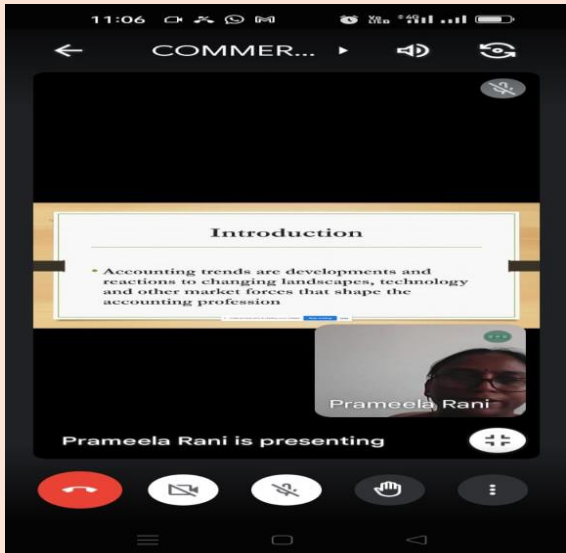 11:06
COMMER...
Introduction
• Accounting trends are developments and
reactions to changing landscapes, technology
and other market forces that shape the
accounting profession
Prameela Rani
Prameela Rani is presenting